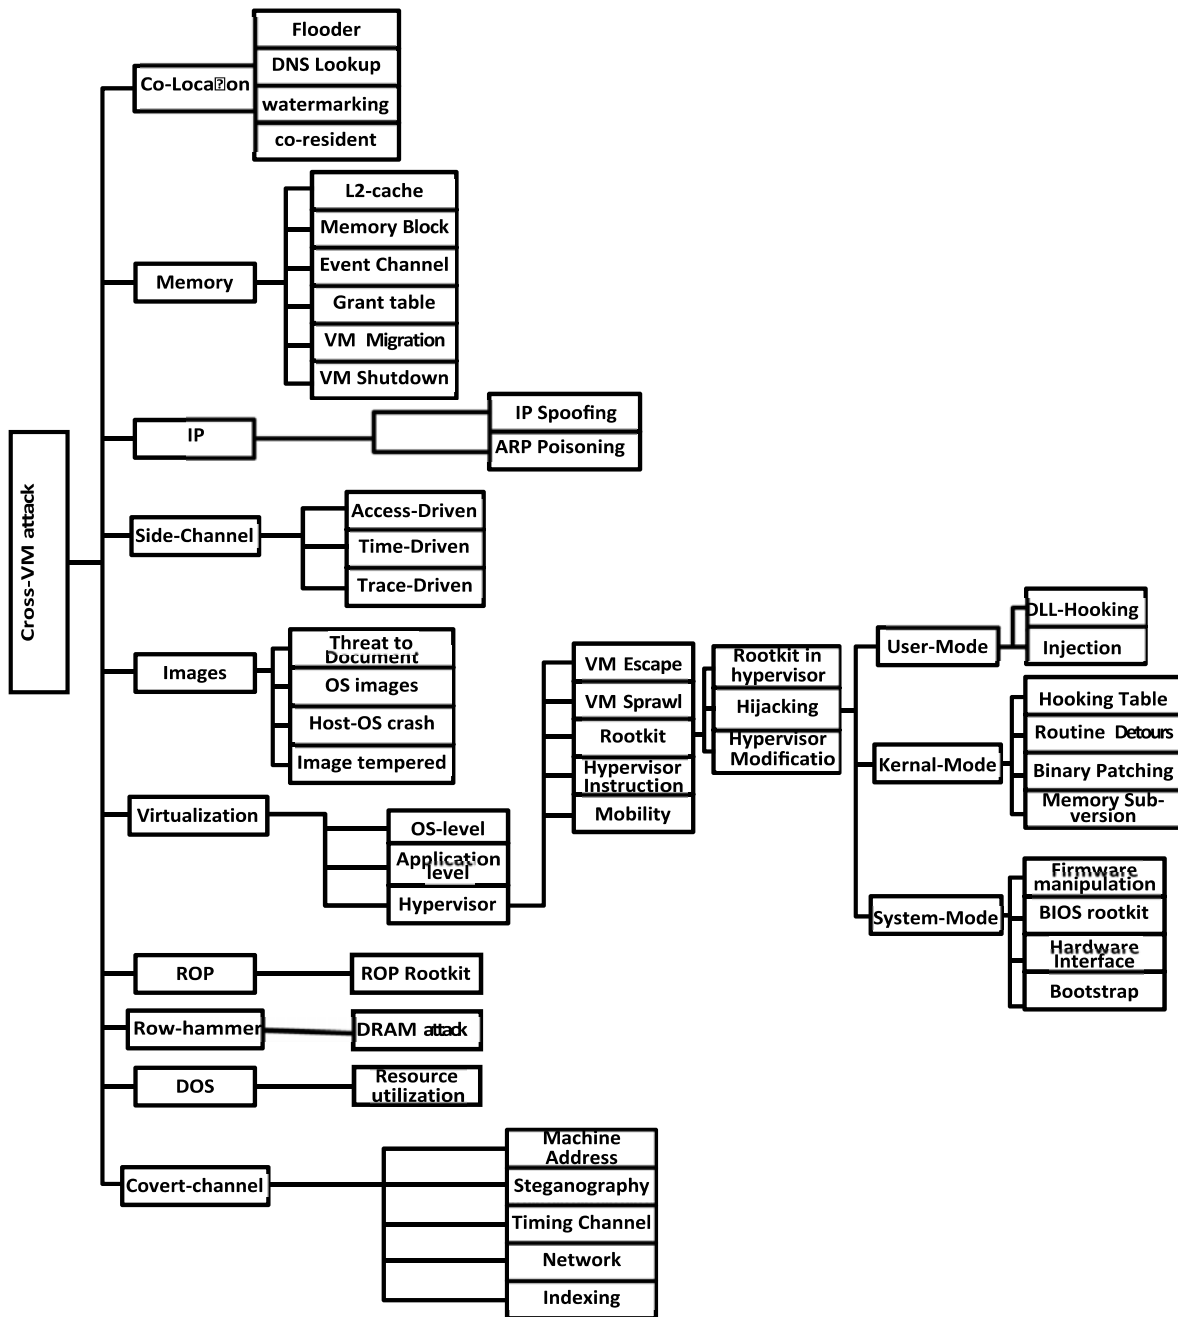 Cross-VM attack
Co-Loca⍰on
Flooder
DNS Lookup
watermarking
co-resident
Memory
L2-cache
Memory Block
Event Channel
Grant table
VM Migration
VM Shutdown
IP
IP Spoofing
ARP Poisoning
Side-Channel
Access-Driven
Time-Driven
Trace-Driven
Images
Threat to
Document
OS images
Host-OS crash
Image tempered
Virtualization
OS-level
Application
level
Hypervisor
VM Escape
VM Sprawl
Rootkit
Hypervisor
Instruction
Mobility
Rootkit in
hypervisor
Hijacking
Hypervisor
Modificatio
User-Mode
DLL-Hooking
Injection
Kernal-Mode
Hooking Table
Routine Detours
Binary Patching
Memory Sub-
version
System-Mode
Firmware
manipulation
BIOS rootkit
Hardware
Interface
Bootstrap
ROP
ROP Rootkit
Row-hammer
DRAM attack
DOS
Resource
utilization
Covert-channel
Machine
Address
Steganography
Timing Channel
Network
Indexing